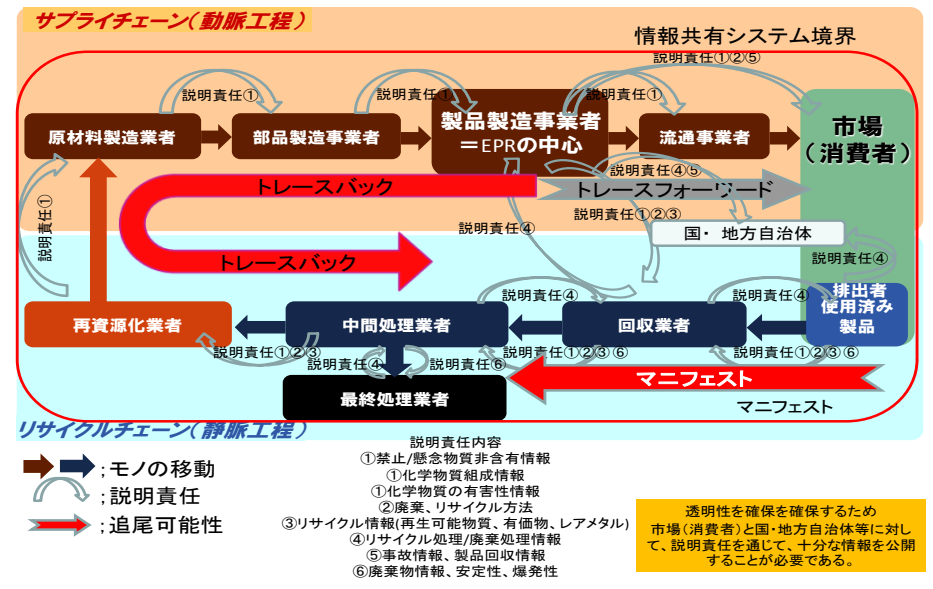 サプライチェーン(動脈工程)
情報共有システム境界
説明責任①②⑤
説明責任①
説明責任①
説明責任①
原材料製造業者
部品製造事業者
製品製造事業者
＝EPRの中心
流通事業者
市場
(消費者)
説明責任④⑤
トレースバック
トレースフォーワード
説明責任①
説明責任①②③
説明責任④
国・ 地方自治体
トレースバック
説明責任④
説明責任④
説明責任④
排出者
使用済み
製品
再資源化業者
中間処理業者
回収業者
説明責任①②③
説明責任①②③⑥
説明責任①②③⑥
説明責任④
説明責任⑥
マニフェスト
最終処理業者
マニフェスト
リサイクルチェーン(静脈工程)
;モノの移動
;説明責任
;追尾可能性
説明責任内容
①禁止/懸念物質非含有情報
①化学物質組成情報
①化学物質の有害性情報
②廃棄、リサイクル方法
③リサイクル情報(再生可能物質、有価物、レアメタル)
④リサイクル処理/廃棄処理情報
⑤事故情報、製品回収情報
⑥廃棄物情報、安定性、爆発性
透明性を確保を確保するため
市場(消費者)と国・地方自治体等に対し
て、説明責任を通じて、十分な情報を公開
することが必要である。